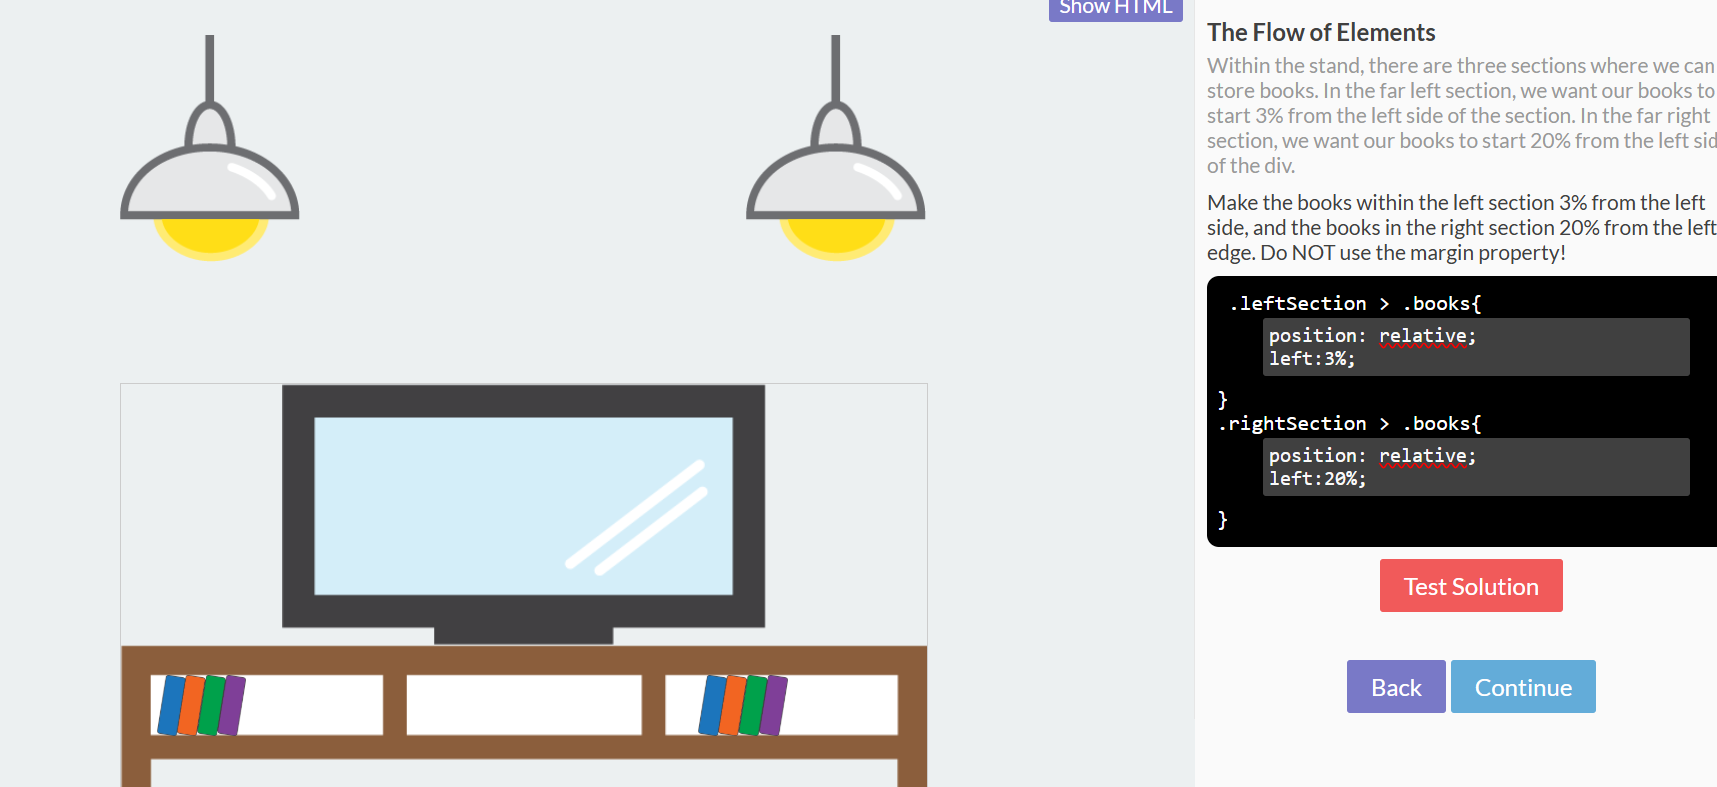 Show HTML
The Flow of Elements
Within the stand, there are three sections where we can
store books. In the far left section, we want our books to
start 3% from the left side of the section. In the far right
section, we want our books to start 20% from the left sid
of the div.
Make the books within the left section 3% from the left
side, and the books in the right section 20% from the left
edge. Do NOT use the margin property!
.leftSection > .books{
position: relative;
left:3%;
}
.rightSection > .books{
position: relative;
left:20%;
}
Test Solution
Back Continue